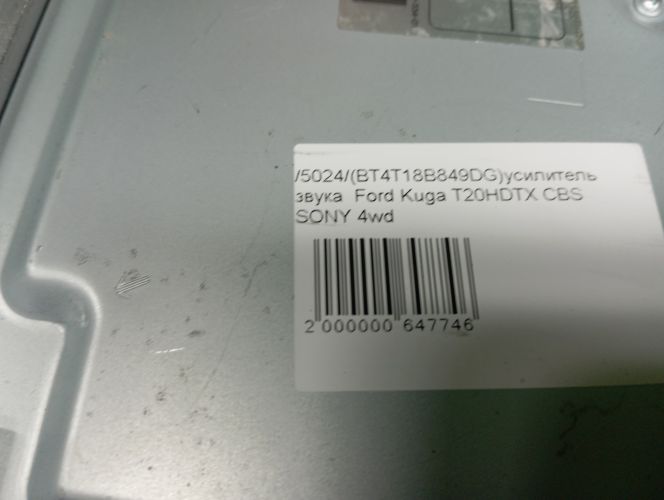 /5024/(BT4T18B849DG)усилитель
звука Ford Kuga T20HDTX CBS
SONY 4wd
2 000000 647746